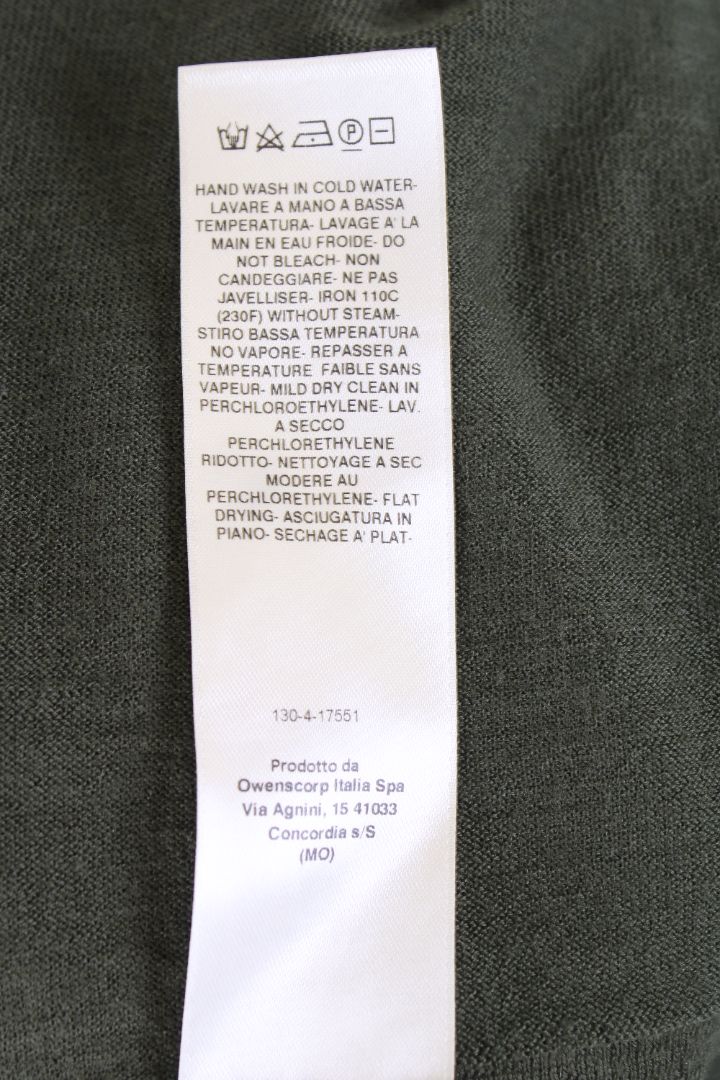 P
HAND WASH IN COLD WATER-
LAVARE A MANO A BASSA
TEMPERATURA- LAVAGE A' LA
MAIN EN EAU FROIDE- DO
NOT BLEACH- NON
CANDEGGIARE- NE PAS
JAVELLISER- IRON 110C
(230F) WITHOUT STEAM-
STIRO BASSA TEMPERATURA
NO VAPORE- REPASSER A
TEMPERATURE FAIBLE SANS
VAPEUR- MILD DRY CLEAN IN
PERCHLOROETHYLENE- LAV.
A SECCO
PERCHLORETHYLENE
RIDOTTO- NETTOYAGE A SEC
MODERE AU
PERCHLORETHYLENE- FLAT
DRYING- ASCIUGATURA IN
PIANO- SECHAGE A' PLAT-
130-4-17551
Prodotto da
Owenscorp Italia Spa
Via Agnini, 15 41033
Concordia s/S
(MO)